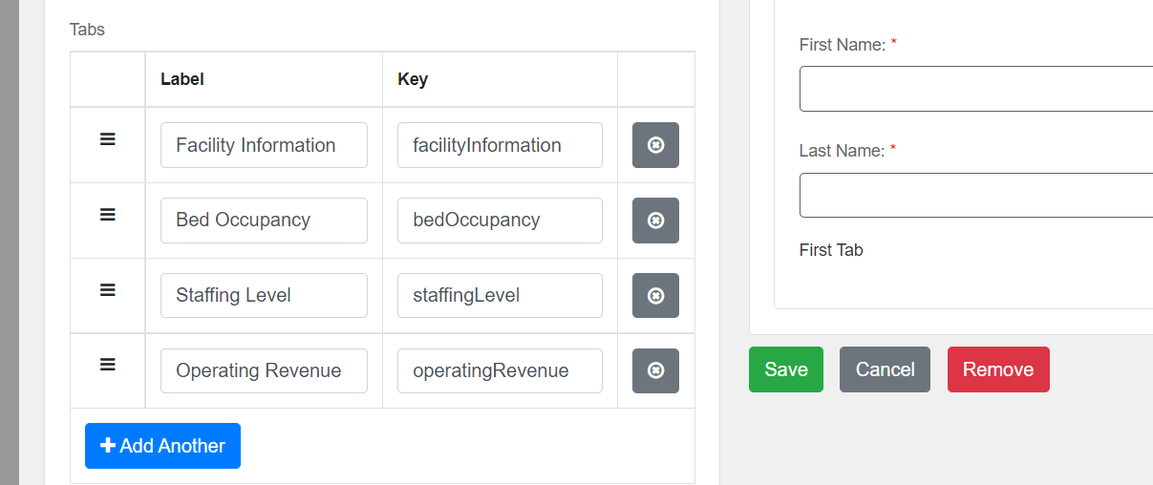 Tabs
Label Key
Facility Information facilityInformation
Bed Occupancy bedOccupancy
Staffing Level staffingLevel
Operating Revenue operatingRevenue
Add Another
First Name: *
Last Name: *
First Tab
Save Cancel Remove